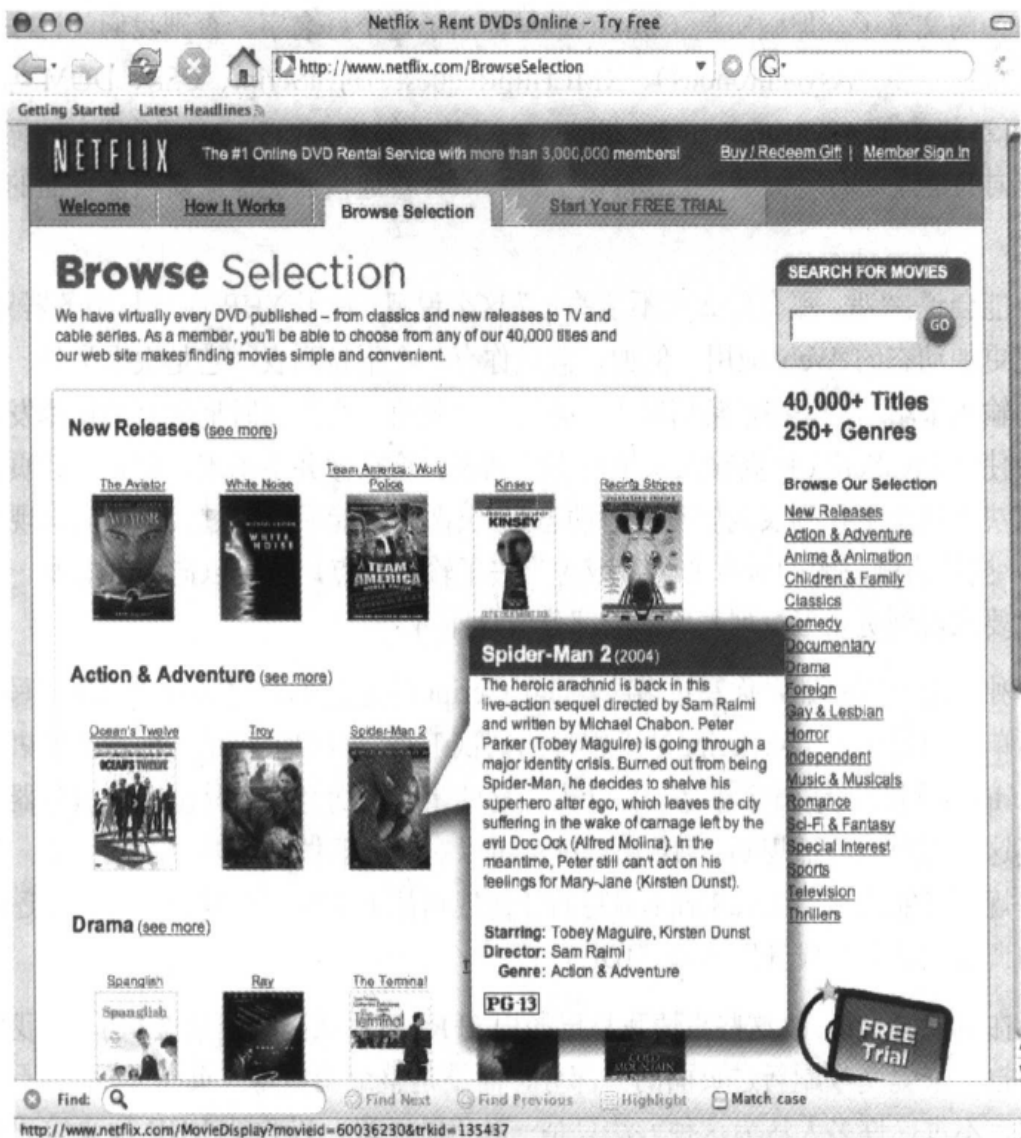 Netflix – Rent DVDs Online – Try Free
http://www.netflix.com/BrowseSelection
G
Getting Started Latest Headlines
NETFLIX The #1 Online DVD Rental Service with more than 3,000,000 members! Buy / Redeem Gift | Member Sign In
Welcome How It Works Browse Selection Start Your FREE TRIAL
Browse Selection
We have virtually every DVD published – from classics and new releases to TV and
cable series. As a member, you'll be able to choose from any of our 40,000 titles and
our web site makes finding movies simple and convenient.
SEARCH FOR MOVIES
GO
40,000+ Titles
250+ Genres
Browse Our Selection
New Releases
Action & Adventure
Anime & Animation
Children & Family
Classics
Comedy
Documentary
Drama
Foreign
Gay & Lesbian
Horror
Independent
Music & Musicals
Romance
Sci-Fi & Fantasy
Special Interest
Sports
Television
Thrillers
New Releases (see more)
The Aviator
White Noise
Team America: World
Police
Kinsey
Racing Stripes
AVIATOR
WHITE
NOISE
TEAM
AMERICA
WORLD POLICE
KINSEY
Action & Adventure (see more)
Ocean's Twelve
Troy
Spider-Man 2
OCEAN'S TWELVE
Spider-Man 2 (2004)
The heroic arachnid is back in this
live-action sequel directed by Sam Raimi
and written by Michael Chabon. Peter
Parker (Tobey Maguire) is going through a
major identity crisis. Burned out from being
Spider-Man, he decides to shelve his
superhero alter ego, which leaves the city
suffering in the wake of carnage left by the
evil Doc Ock (Alfred Molina). In the
meantime, Peter still can't act on his
feelings for Mary-Jane (Kirsten Dunst).
Starring: Tobey Maguire, Kirsten Dunst
Director: Sam Raimi
Genre: Action & Adventure
PG-13
Drama (see more)
Spanglish
Ray
The Terminal
Spanglish
Terminal
COLD
MOUNTAIN
FREE
Trial
Find: Find Next Find Previous Highlight Match case
http://www.netflix.com/MovieDisplay?movieid=60036230&trkid=135437